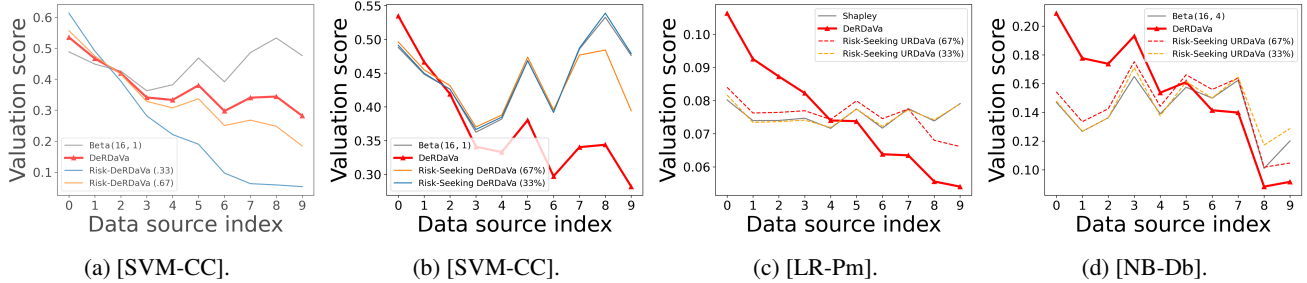 Valuation score
0.6
0.5
0.4
0.3
0.2
0.1
Beta(16, 1)
DeRDaVa
Risk-DeRDaVa (.33)
Risk-DeRDaVa (.67)
0 1 2 3 4 5 6 7 8 9
Data source index
(a) [SVM-CC].
Valuation score
0.55
0.50
0.45
0.40
0.35
0.30
Beta(16, 1)
DeRDaVa
Risk-Seeking DeRDaVa (67%)
Risk-Seeking DeRDaVa (33%)
0 1 2 3 4 5 6 7 8 9
Data source index
(b) [SVM-CC].
Valuation score
0.10
0.09
0.08
0.07
0.06
Shapley
DeRDaVa
Risk-Seeking URDaVa (67%)
Risk-Seeking URDaVa (33%)
0 1 2 3 4 5 6 7 8 9
Data source index
(c) [LR-Pm].
Valuation score
0.20
0.18
0.16
0.14
0.12
0.10
Beta(16, 4)
DeRDaVa
Risk-Seeking URDaVa (67%)
Risk-Seeking URDaVa (33%)
0 1 2 3 4 5 6 7 8 9
Data source index
(d) [NB-Db].